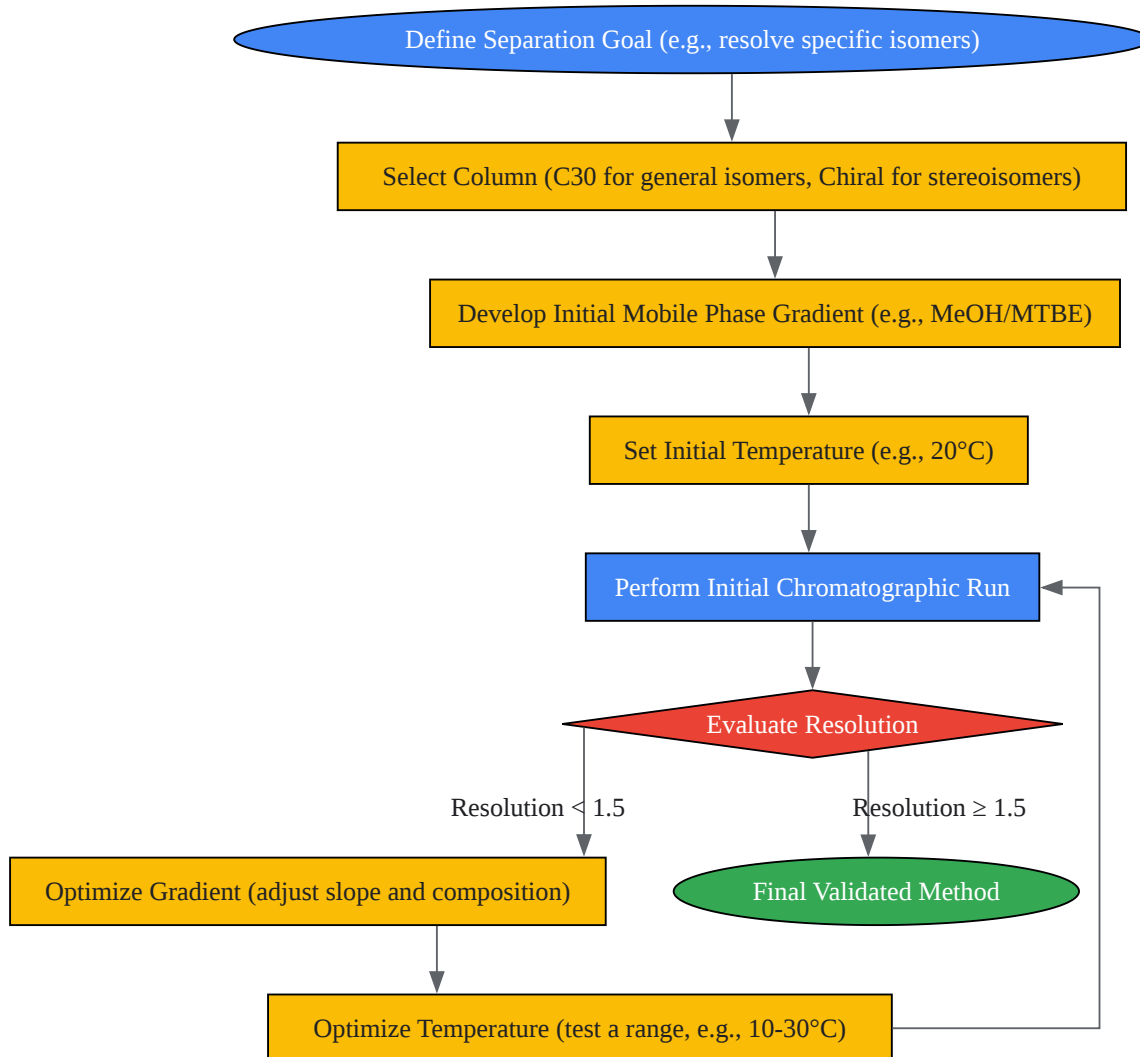 Define Separation Goal (e.g., resolve specific isomers)
Select Column (C30 for general isomers, Chiral for stereoisomers)
Develop Initial Mobile Phase Gradient (e.g., MeOH/MTBE)
Set Initial Temperature (e.g., 20°C)
Perform Initial Chromatographic Run
Evaluate Resolution
Resolution < 1.5
Resolution ≥ 1.5
Optimize Gradient (adjust slope and composition)
Final Validated Method
Optimize Temperature (test a range, e.g., 10-30°C)